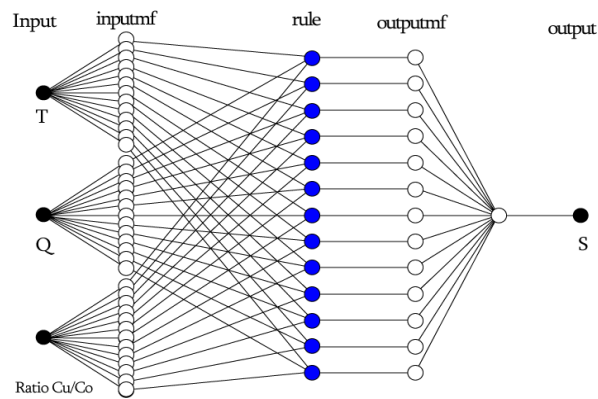 Input
inputmf
rule
outputmf
output
T
Q
S
Ratio Cu/Co